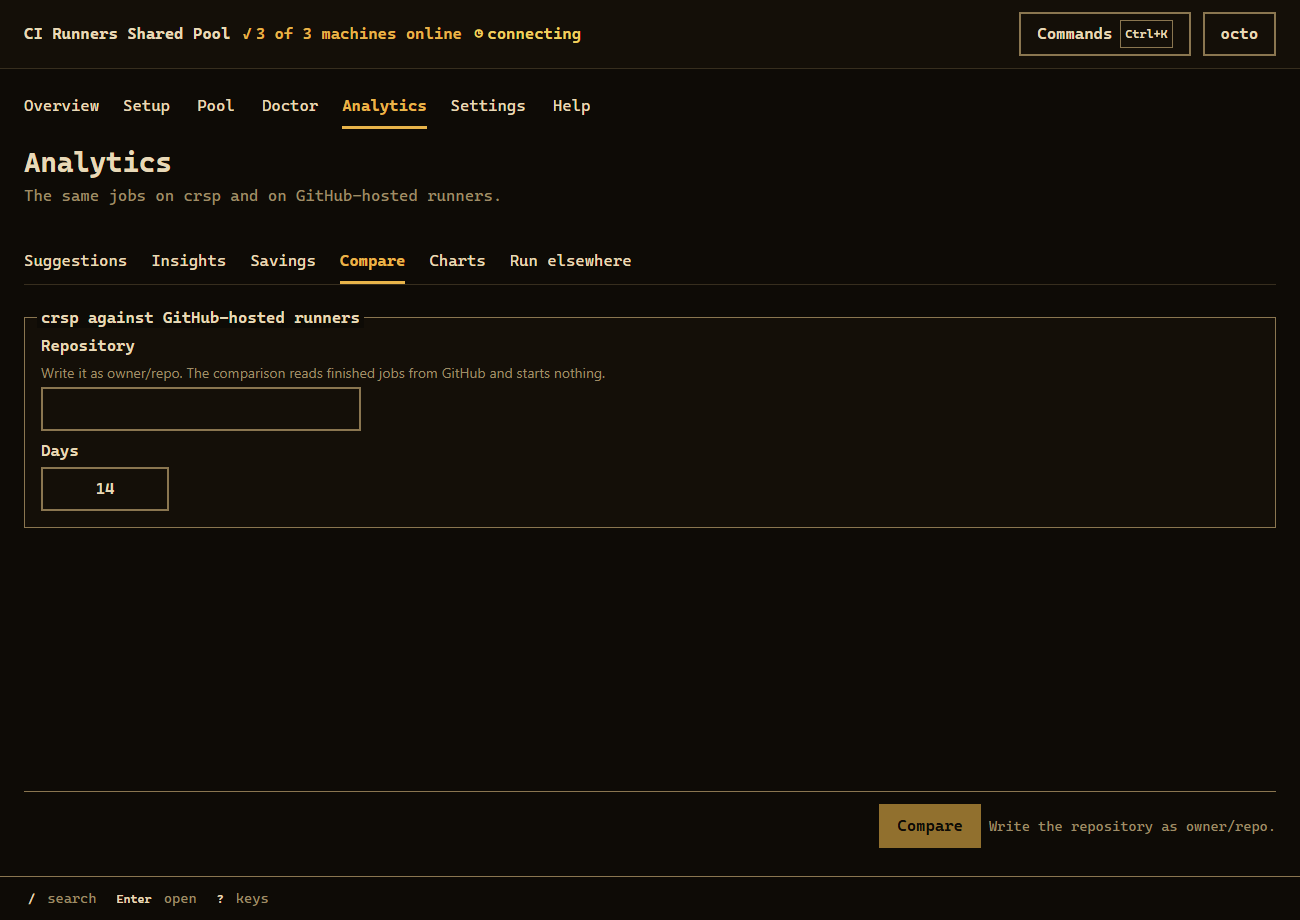 CI Runners Shared Pool √ 3 of 3 machines online connecting Commands Ctrl+K octo
Overview Setup Pool Doctor Analytics Settings Help
Analytics
The same jobs on crsp and on GitHub-hosted runners.
Suggestions Insights Savings Compare Charts Run elsewhere
crsp against GitHub-hosted runners
Repository
Write it as owner/repo. The comparison reads finished jobs from GitHub and starts nothing.
Days
14
Compare Write the repository as owner/repo.
/ search Enter open ? keys